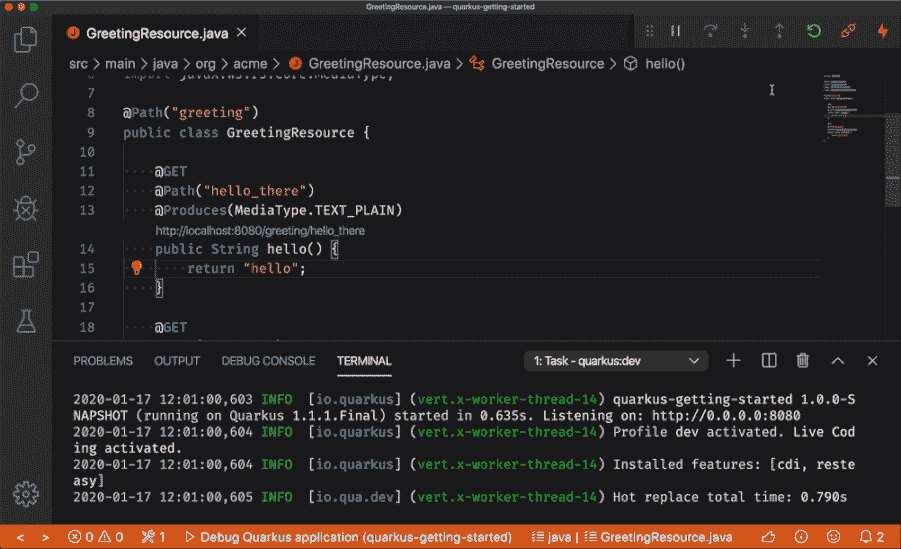 GreetingResource.java — quarkus-getting-started
GreetingResource.java
src > main > java > org > acme > GreetingResource.java > GreetingResource > hello()
6 import javax.ws.rs.core.MediaType;
7
8 @Path("greeting")
9 public class GreetingResource {
10
11 @GET
12 @Path("hello_there")
13 @Produces(MediaType.TEXT_PLAIN)
http://localhost:8080/greeting/hello_there
14 public String hello() {
15 return "hello";
16 }
17
18 @GET
PROBLEMS OUTPUT DEBUG CONSOLE TERMINAL 1: Task - quarkus:dev
2020-01-17 12:01:00,603 INFO [io.quarkus] (vert.x-worker-thread-14) quarkus-getting-started 1.0.0-S
NAPSHOT (running on Quarkus 1.1.1.Final) started in 0.635s. Listening on: http://0.0.0.0:8080
2020-01-17 12:01:00,604 INFO [io.quarkus] (vert.x-worker-thread-14) Profile dev activated. Live Cod
ing activated.
2020-01-17 12:01:00,604 INFO [io.quarkus] (vert.x-worker-thread-14) Installed features: [cdi, reste
asy]
2020-01-17 12:01:00,605 INFO [io.qua.dev] (vert.x-worker-thread-14) Hot replace total time: 0.790s
< > 0 0 1 Debug Quarkus application (quarkus-getting-started) java | GreetingResource.java 2